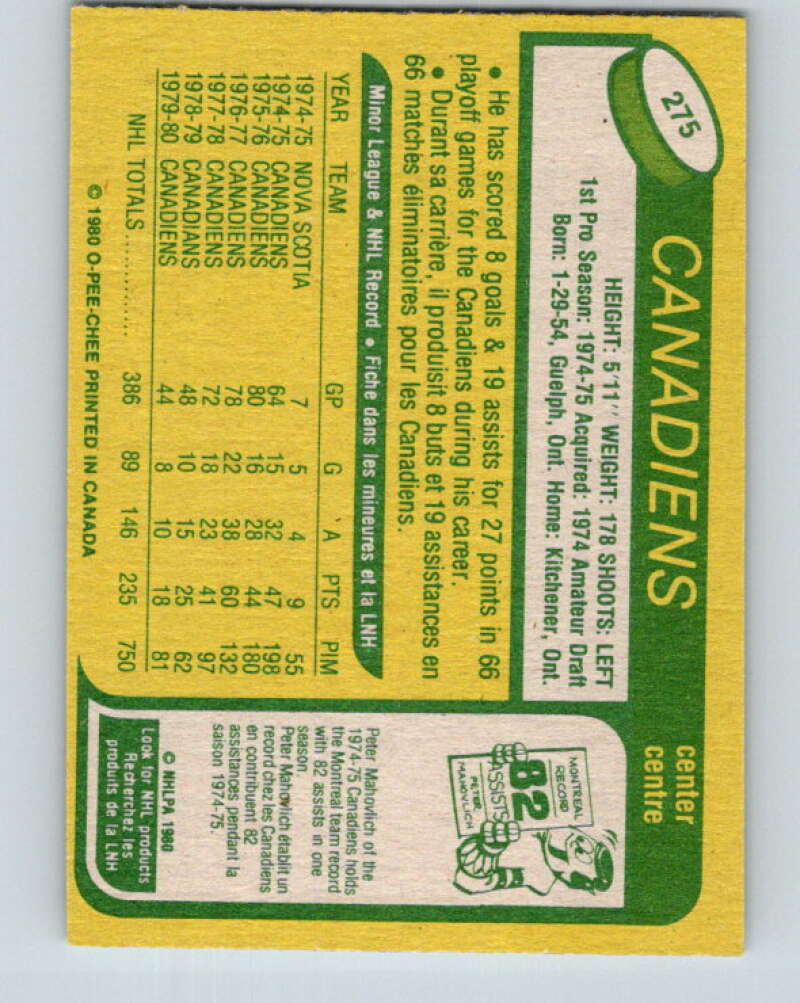 275
CANADIENS
center
centre
HEIGHT: 5'11" WEIGHT: 178 SHOOTS: LEFT
1st Pro Season: 1974-75 Acquired: 1974 Amateur Draft
Born: 1-29-54, Guelph, Ont. Home: Kitchener, Ont.
• He has scored 8 goals & 19 assists for 27 points in 66
playoff games for the Canadiens during his career.
• Durant sa carrière, il produisit 8 buts et 19 assistances en
66 matches éliminatoires pour les Canadiens.
Minor League & NHL Record • Fiche dans les mineures et la LNH
YEAR TEAM GP G A PTS PIM
1974-75 NOVA SCOTIA 7 5 4 9 55
1974-75 CANADIENS 64 15 32 47 198
1975-76 CANADIENS 80 16 28 44 180
1976-77 CANADIENS 78 22 38 60 132
1977-78 CANADIENS 72 18 23 41 97
1978-79 CANADIANS 48 10 15 25 62
1979-80 CANADIENS 44 8 10 18 81
NHL TOTALS .............. 386 89 146 235 750
© 1980 O-PEE-CHEE PRINTED IN CANADA
MONTREAL
RECORD
82
ASSISTS
PETER
MAHOVLICH
Peter Mahovlich of the
1974-75 Canadiens holds
the Montreal team record
with 82 assists in one
season
Peter Mahovlich établit un
record chez les Canadiens
en contribuent 82
assistances pendant la
saison 1974-75.
© NHLPA 1980
Look for NHL products
Recherchez les
produits de la LNH